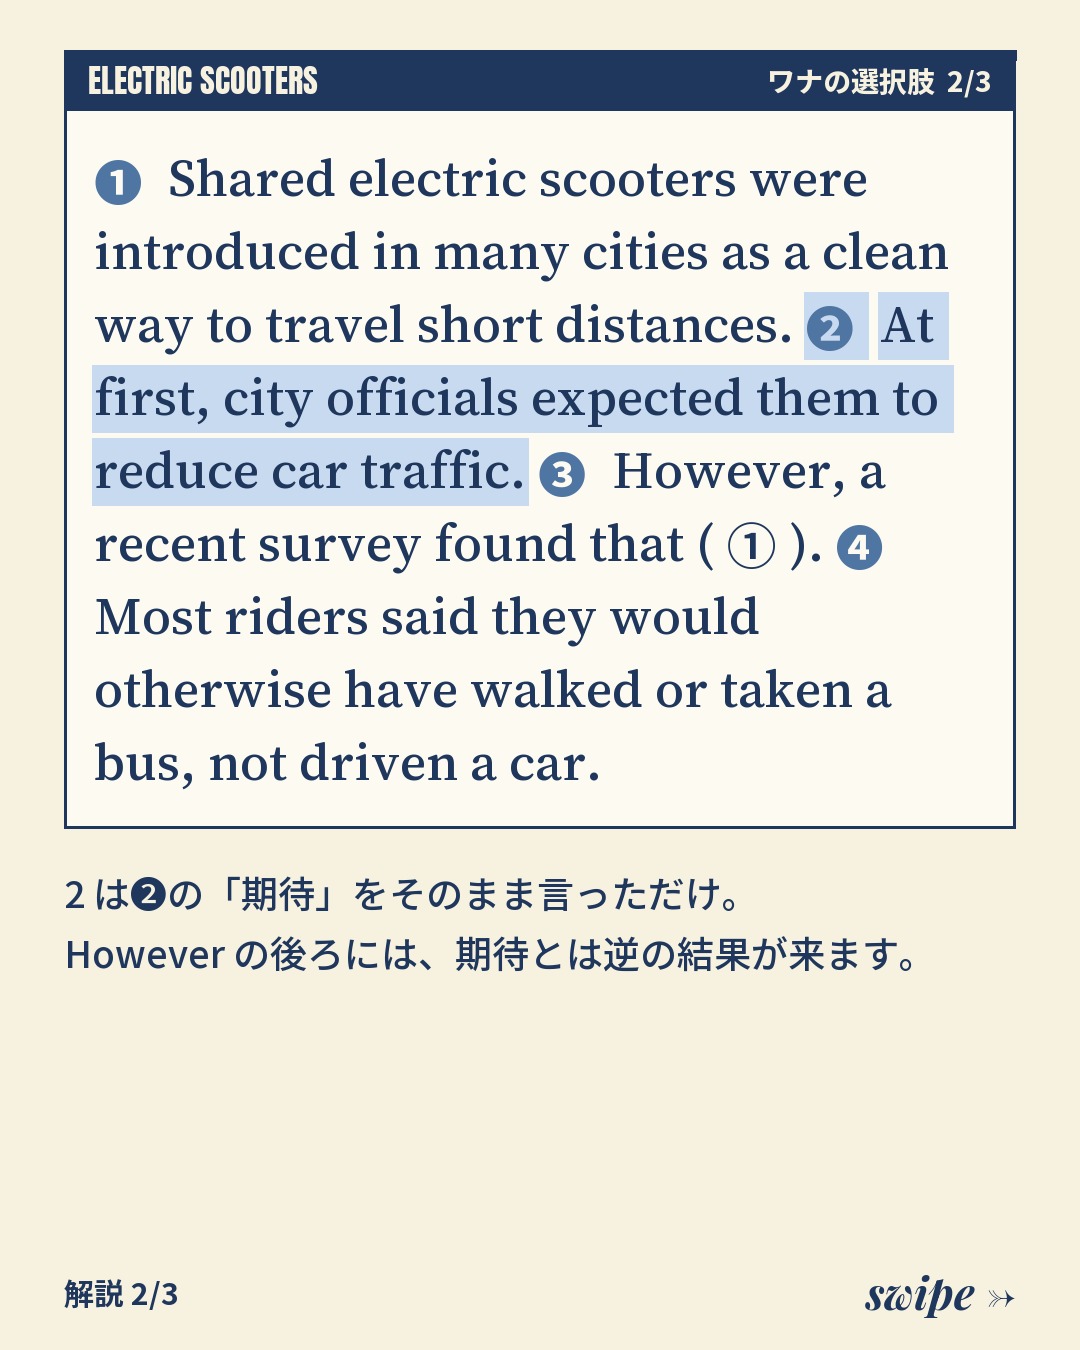 ELECTRIC SCOOTERS
ワナの選択肢 2/3
❶ Shared electric scooters were
introduced in many cities as a clean
way to travel short distances. ❷ At
first, city officials expected them to
reduce car traffic. ❸ However, a
recent survey found that ( ① ). ❹
Most riders said they would
otherwise have walked or taken a
bus, not driven a car.
2 は❷の「期待」をそのまま言っただけ。
However の後ろには、期待とは逆の結果が来ます。
解説 2/3
swipe